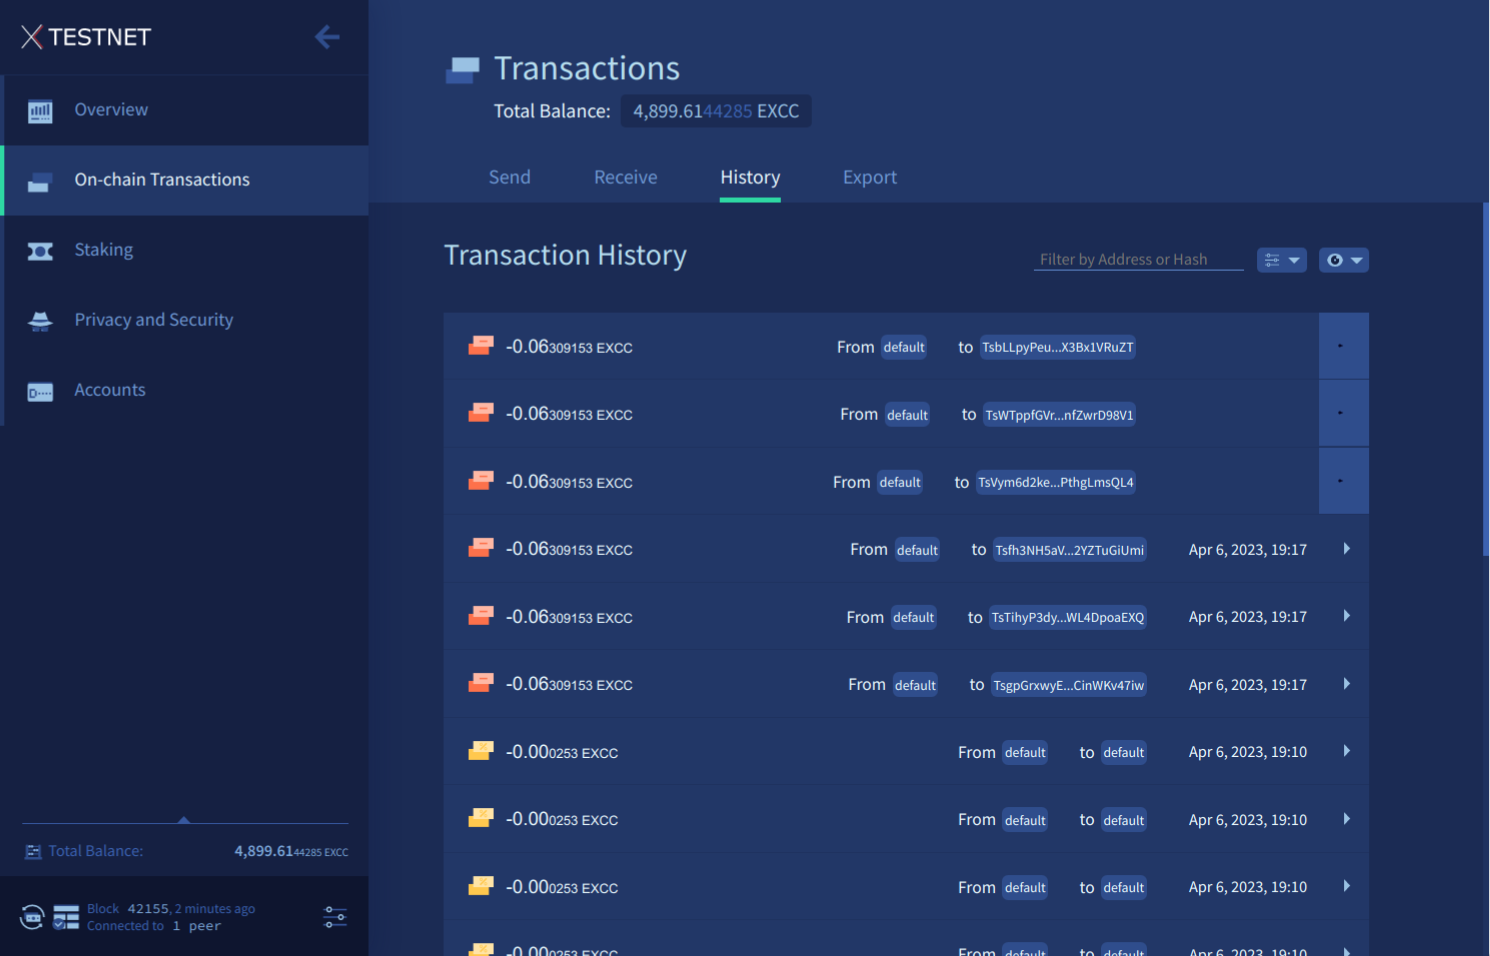 TESTNET
Overview
On-chain Transactions
Staking
Privacy and Security
Accounts
Total Balance: 4,899.6144285 EXCC
Block 42155, 2 minutes ago
Connected to 1 peer
Transactions
Total Balance: 4,899.6144285 EXCC
Send Receive History Export
Transaction History
Filter by Address or Hash
-0.06309153 EXCC From default to TsbLLpyPeu...X3Bx1VRuZT
-0.06309153 EXCC From default to TsWTppfGVr...nfZwrD98V1
-0.06309153 EXCC From default to TsVym6d2ke...PthgLmsQL4
-0.06309153 EXCC From default to Tsfh3NH5aV...2YZTuGiUmi Apr 6, 2023, 19:17
-0.06309153 EXCC From default to TsTihyP3dy...WL4DpoaEXQ Apr 6, 2023, 19:17
-0.06309153 EXCC From default to TsgpGrxwyE...CinWKv47iw Apr 6, 2023, 19:17
-0.000253 EXCC From default to default Apr 6, 2023, 19:10
-0.000253 EXCC From default to default Apr 6, 2023, 19:10
-0.000253 EXCC From default to default Apr 6, 2023, 19:10
-0.000253 EXCC From default to default Apr 6, 2023, 19:10